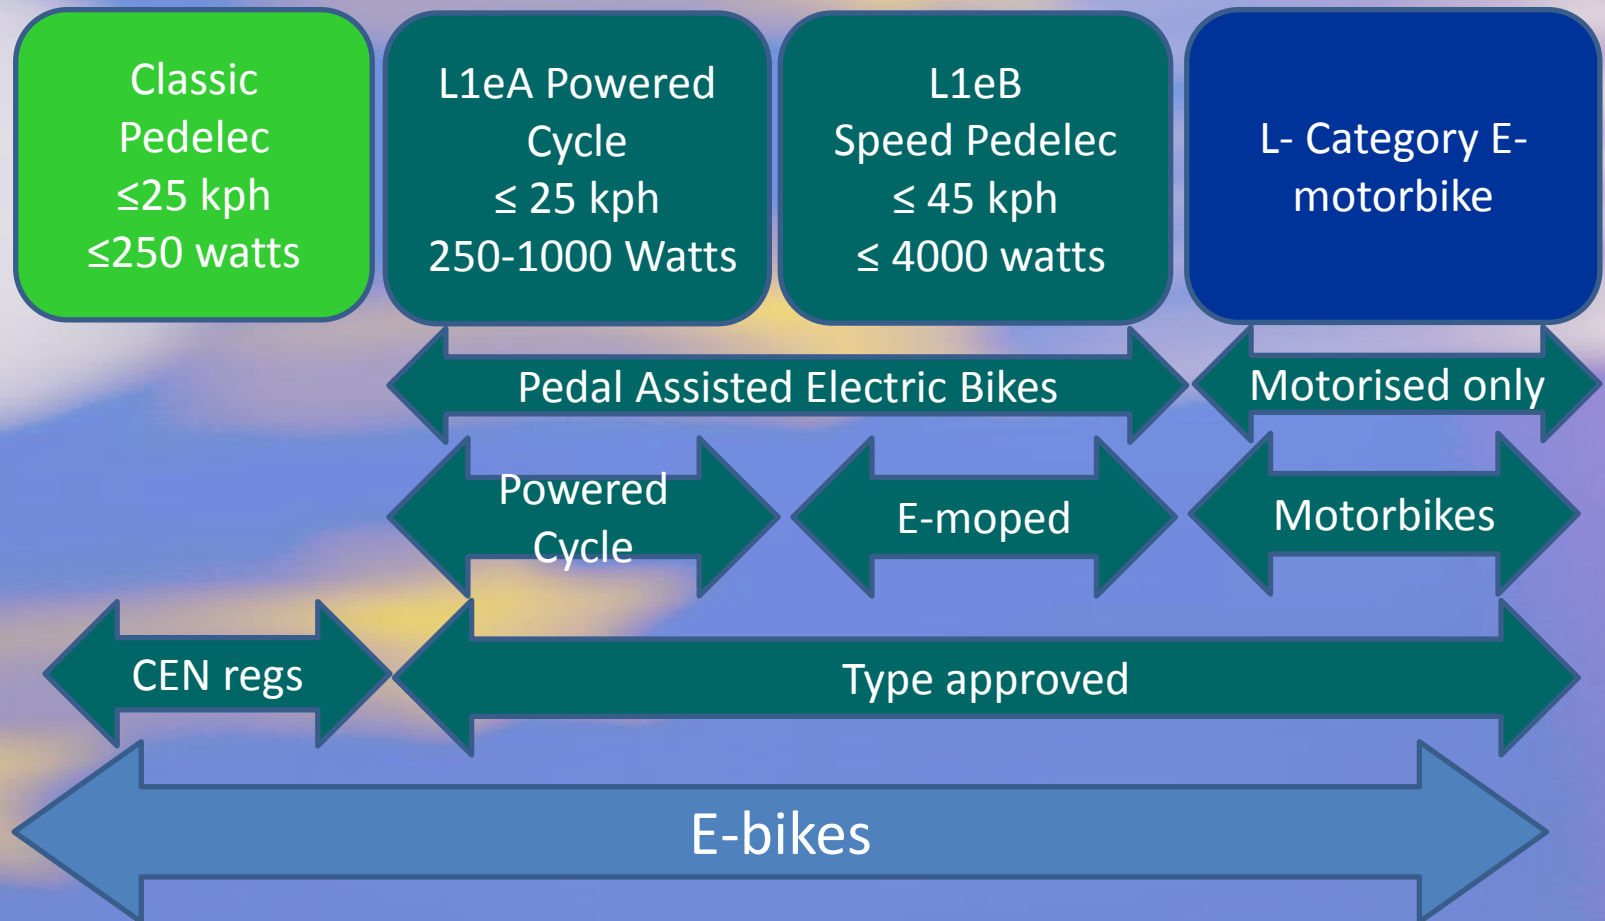 Classic
Pedelec
≤25 kph
≤250 watts
L1eA Powered
Cycle
≤ 25 kph
250-1000 Watts
L1eB
Speed Pedelec
≤ 45 kph
≤ 4000 watts
L- Category E-
motorbike
Pedal Assisted Electric Bikes
Motorised only
Powered
Cycle
E-moped
Motorbikes
CEN regs
Type approved
E-bikes